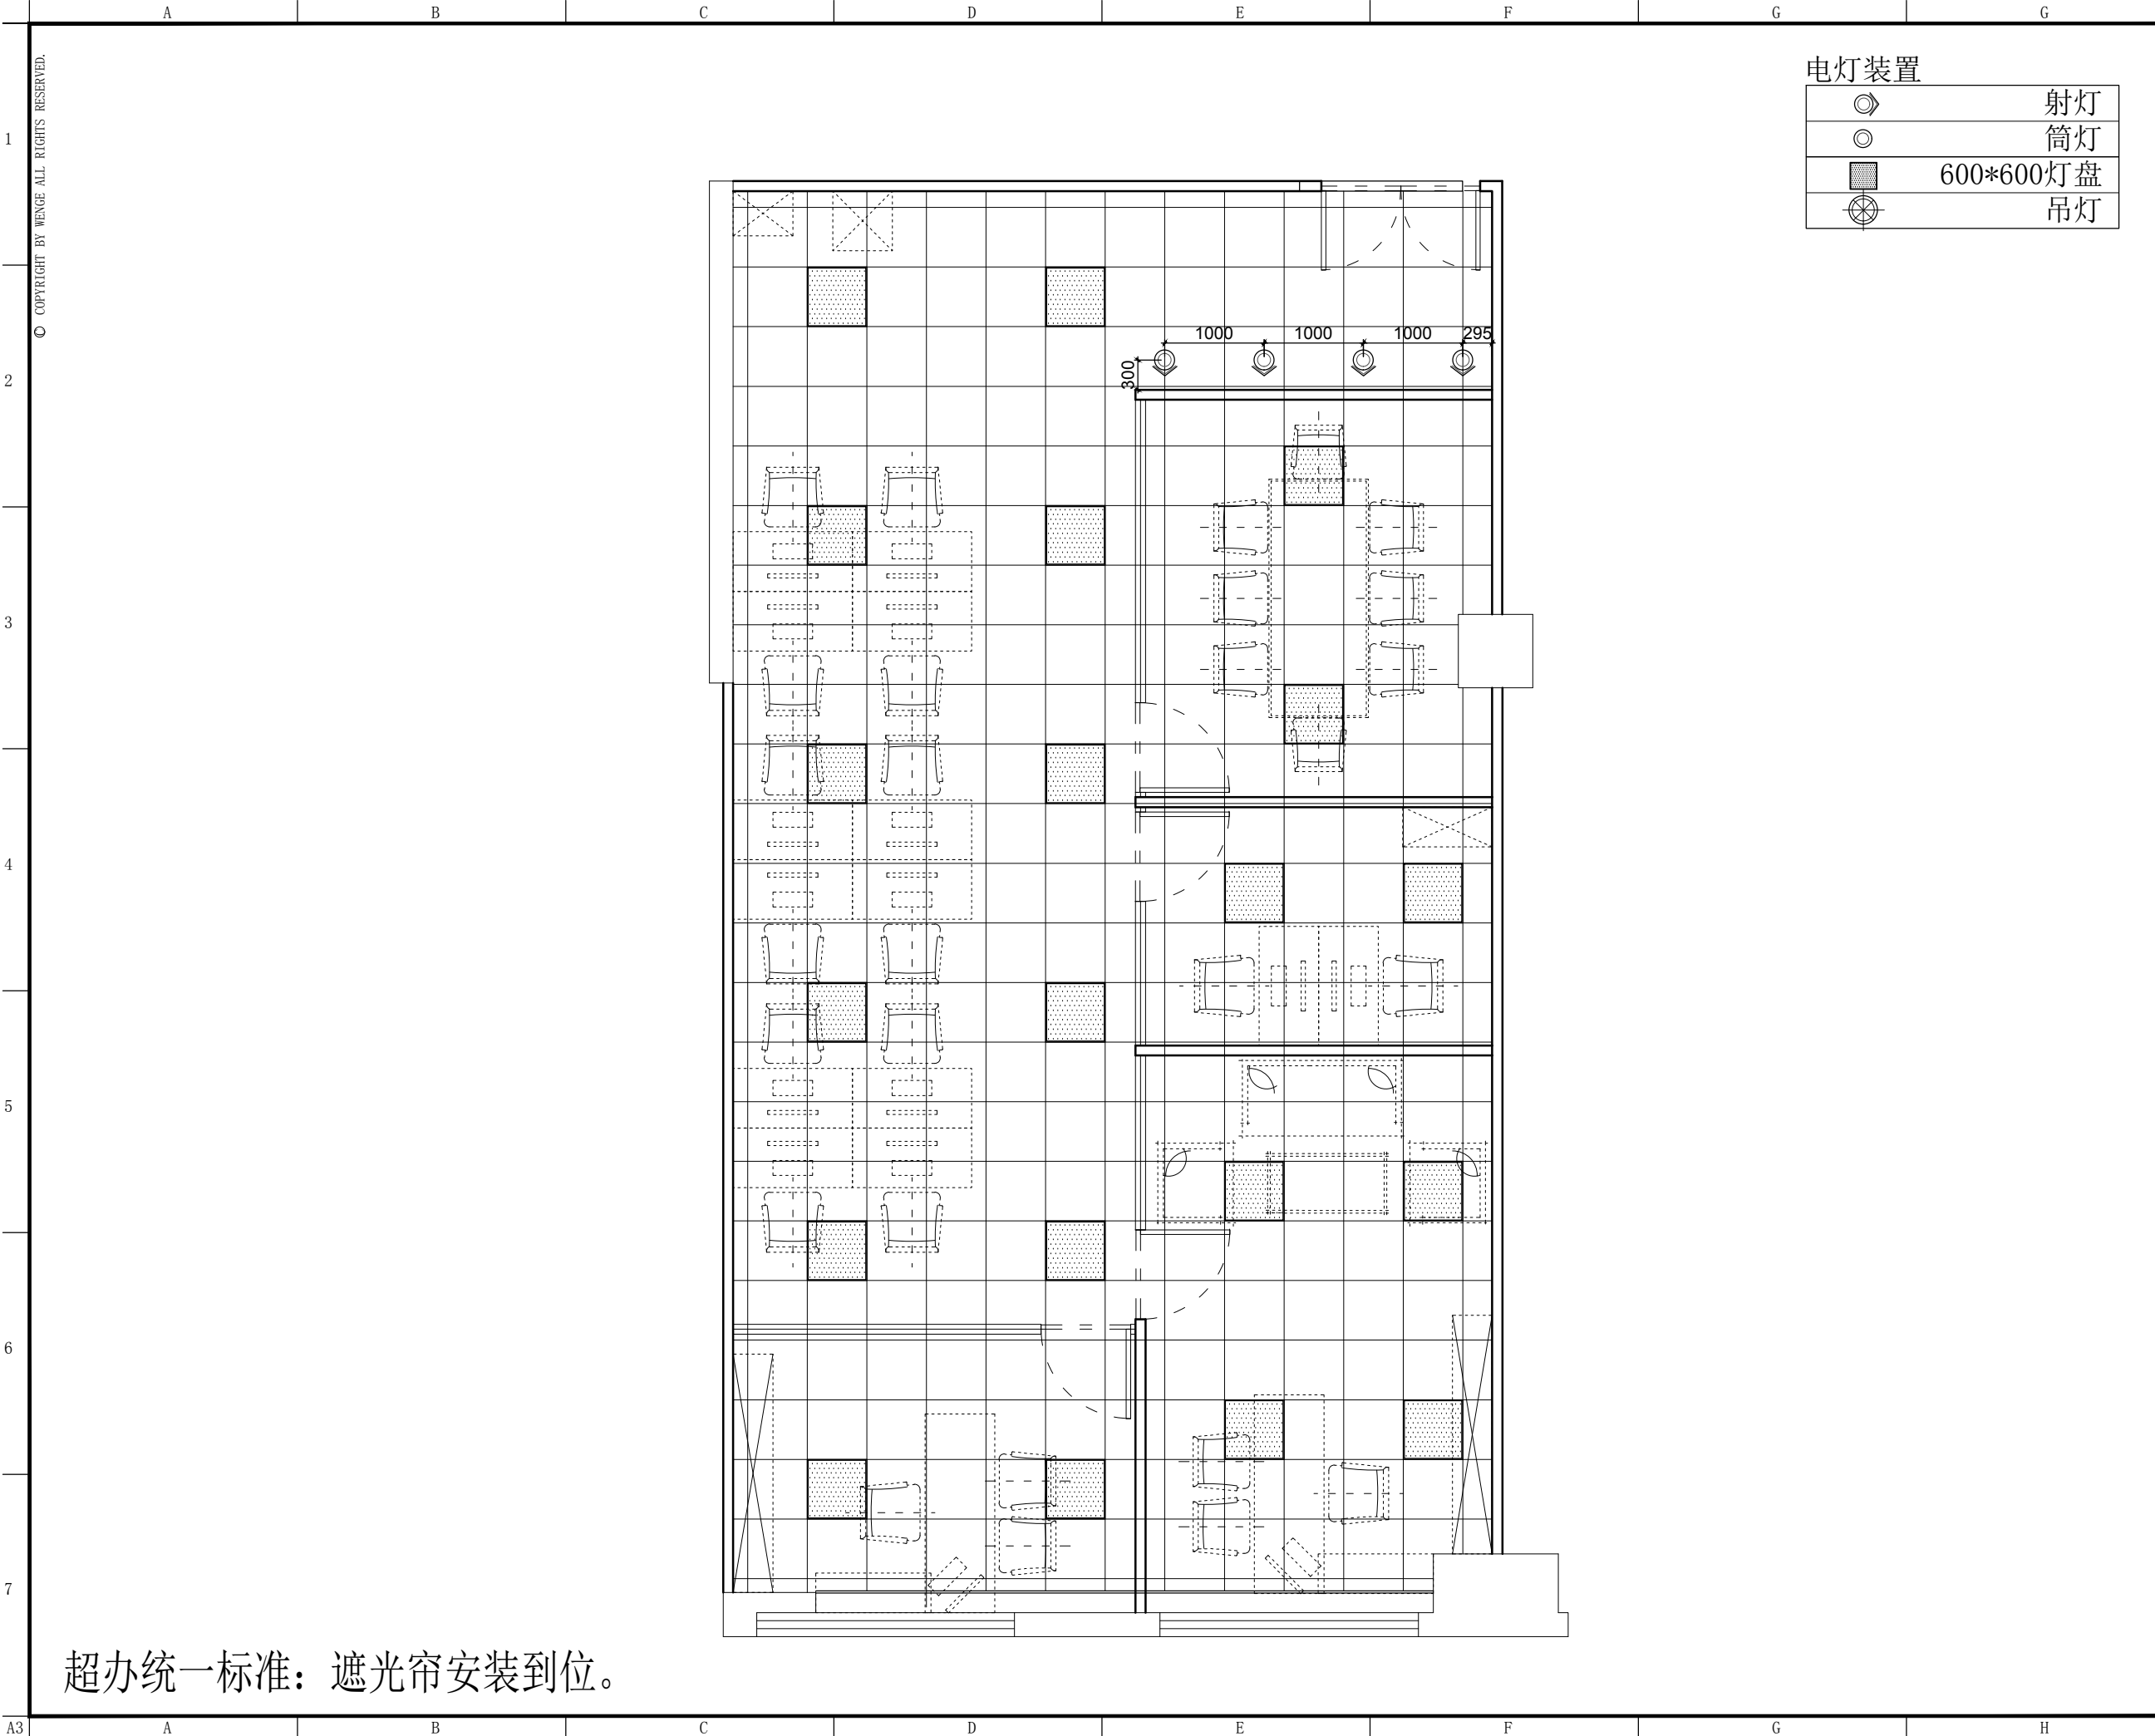 A B C D E F G G
© COPYRIGHT BY WENGE ALL RIGHTS RESERVED.
电灯装置
射灯
筒灯
600*600灯盘
吊灯
1
2
3
4
5
6
7
1000 1000 1000 295
300
超办统一标准：遮光帘安装到位。
A3 A B C D E F G H